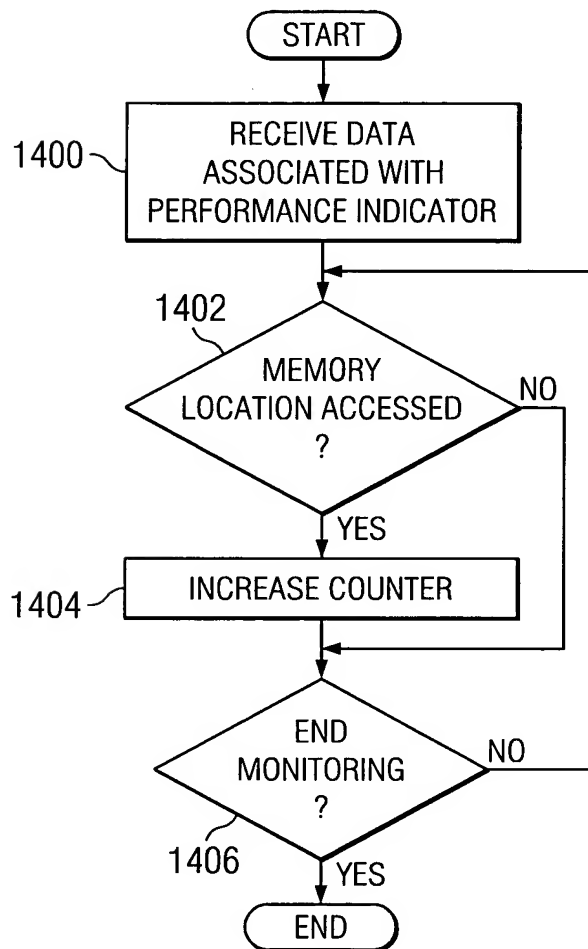 START
1400
RECEIVE DATA
ASSOCIATED WITH
PERFORMANCE INDICATOR
1402
MEMORY
LOCATION ACCESSED
?
NO
YES
1404
INCREASE COUNTER
END
MONITORING
?
NO
1406
YES
END